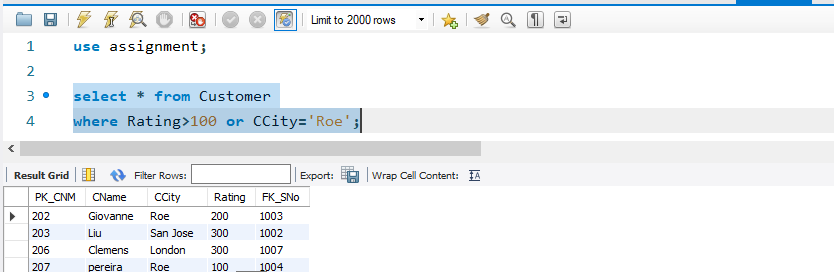 Limit to 2000 rows
1 use assignment;
2
3 select * from Customer
4 where Rating>100 or CCity='Roe';
Result Grid Filter Rows: Export: Wrap Cell Content:
PK_CNM CName CCity Rating FK_SNo
202 Giovanne Roe 200 1003
203 Liu San Jose 300 1002
206 Clemens London 300 1007
207 pereira Roe 100 1004